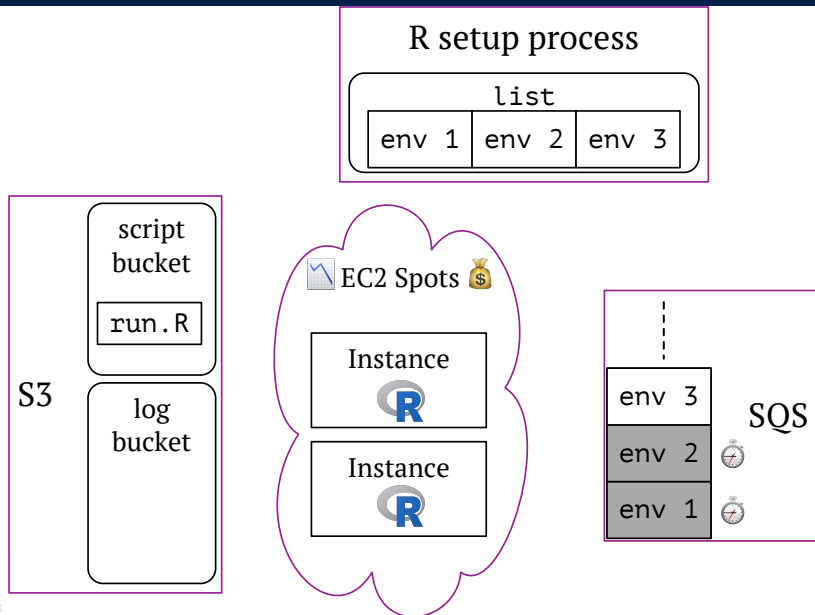 R setup process
list
env 1 env 2 env 3
S3
script
bucket
run.R
log
bucket
EC2 Spots
Instance
R
Instance
R
env 3
env 2
env 1
SQS